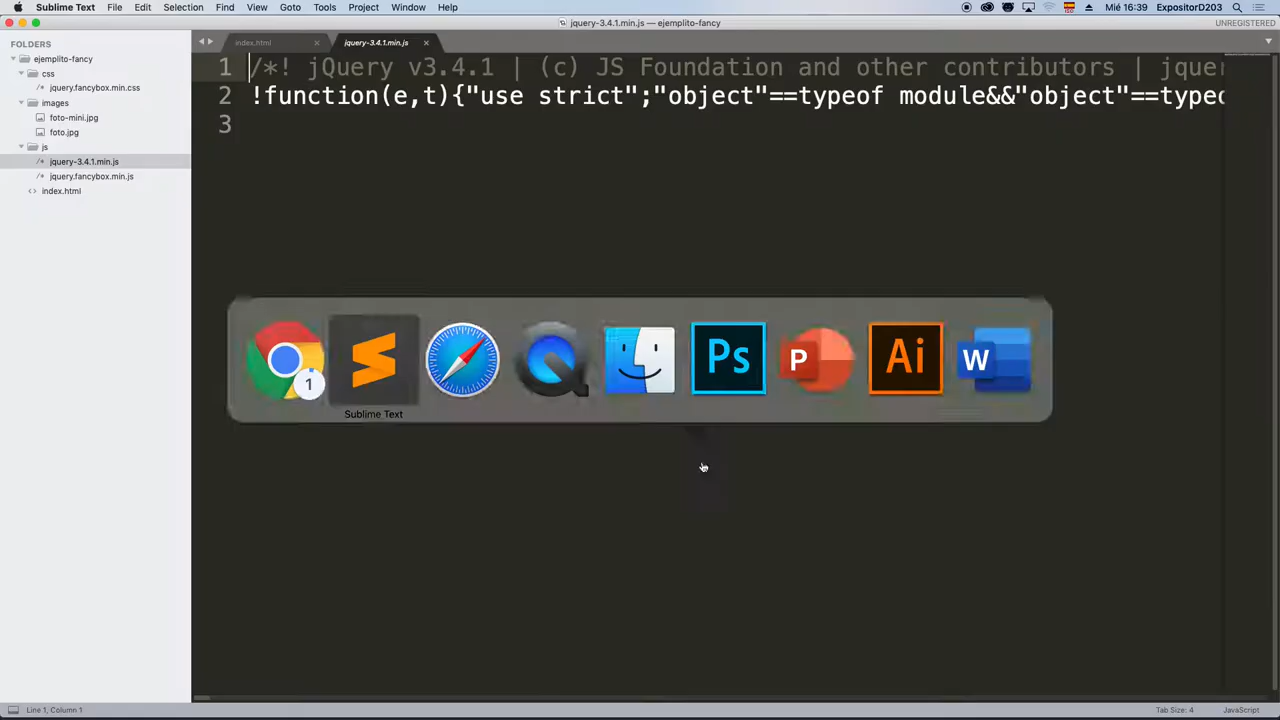 Sublime Text File Edit Selection Find View Goto Tools Project Window Help Mié 16:39 ExpositorD203
jquery-3.4.1.min.js — ejemplito-fancy UNREGISTERED
FOLDERS
ejemplito-fancy
css
jquery.fancybox.min.css
images
foto-mini.jpg
foto.jpg
js
jquery-3.4.1.min.js
jquery.fancybox.min.js
index.html
index.html jquery-3.4.1.min.js
1 /*! jQuery v3.4.1 | (c) JS Foundation and other contributors | jquer
2 !function(e,t){"use strict";"object"==typeof module&&"object"==typeo
3
1
Ps
P
Ai
W
Sublime Text
Line 1, Column 1 Tab Size: 4 JavaScript